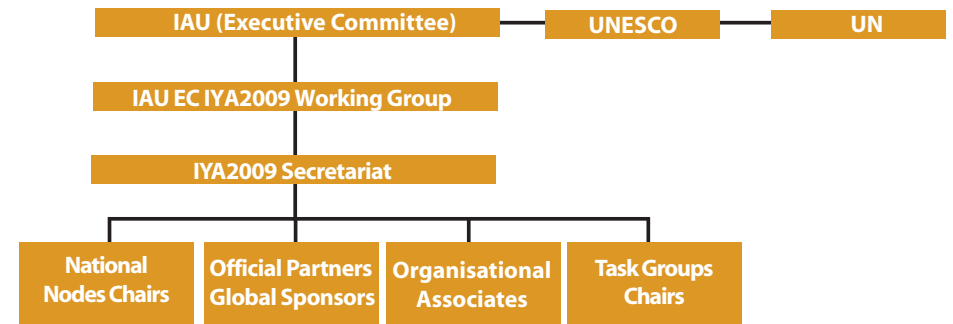 IAU (Executive Committee)
UNESCO
UN
IAU EC IYA2009 Working Group
IYA2009 Secretariat
National
Nodes Chairs
Official Partners
Global Sponsors
Organisational
Associates
Task Groups
Chairs